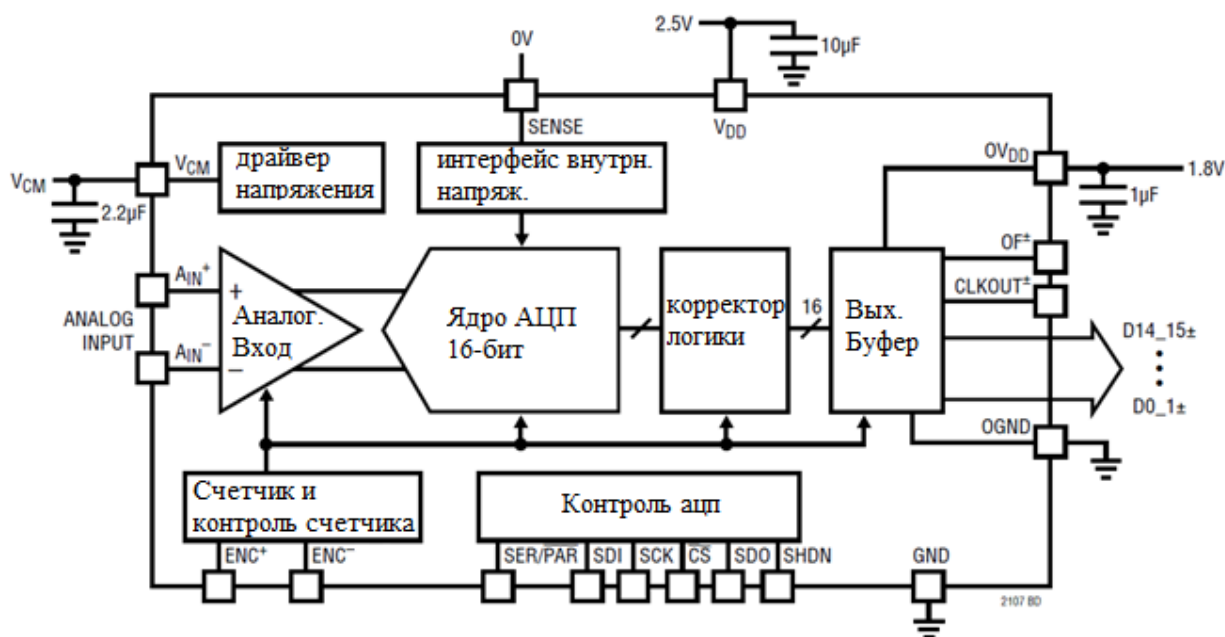 0V
2.5V
10µF
SENSE
VDD
VCM
VCM
2.2µF
драйвер
напряжения
интерфейс внутрн.
напряж.
OVDD
1.8V
1µF
OF±
CLKOUT±
AIN+
ANALOG
INPUT
AIN−
+
−
Аналог.
Вход
Ядро АЦП
16-бит
корректор
логики
16
Вых.
Буфер
D14_15±
D0_1±
OGND
Счетчик и
контроль счетчика
Контроль ацп
ENC+
ENC−
SER/P̅A̅R̅
SDI
SCK
C̅S̅
SDO
SHDN
GND
2107 BD